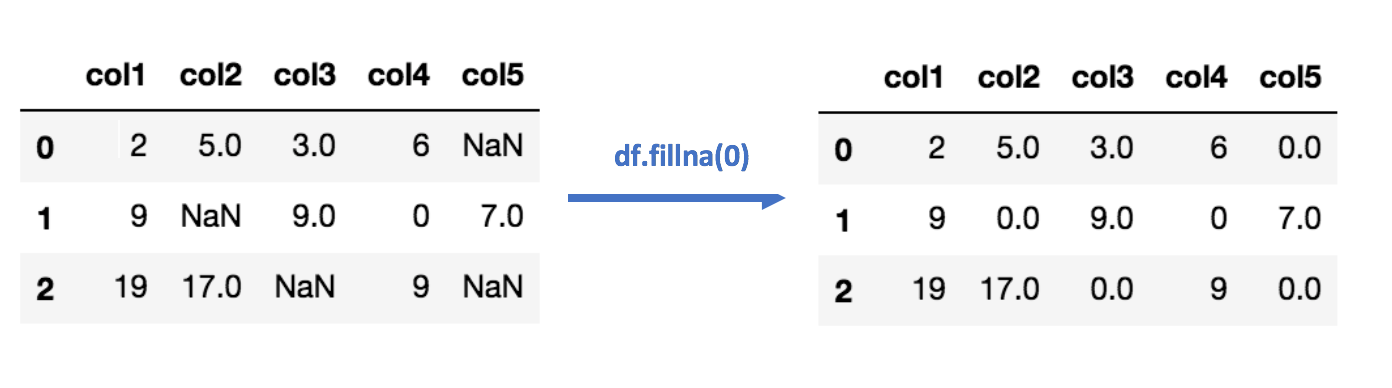 col1 col2 col3 col4 col5
0 2 5.0 3.0 6 NaN
1 9 NaN 9.0 0 7.0
2 19 17.0 NaN 9 NaN
df.fillna(0)
col1 col2 col3 col4 col5
0 2 5.0 3.0 6 0.0
1 9 0.0 9.0 0 7.0
2 19 17.0 0.0 9 0.0